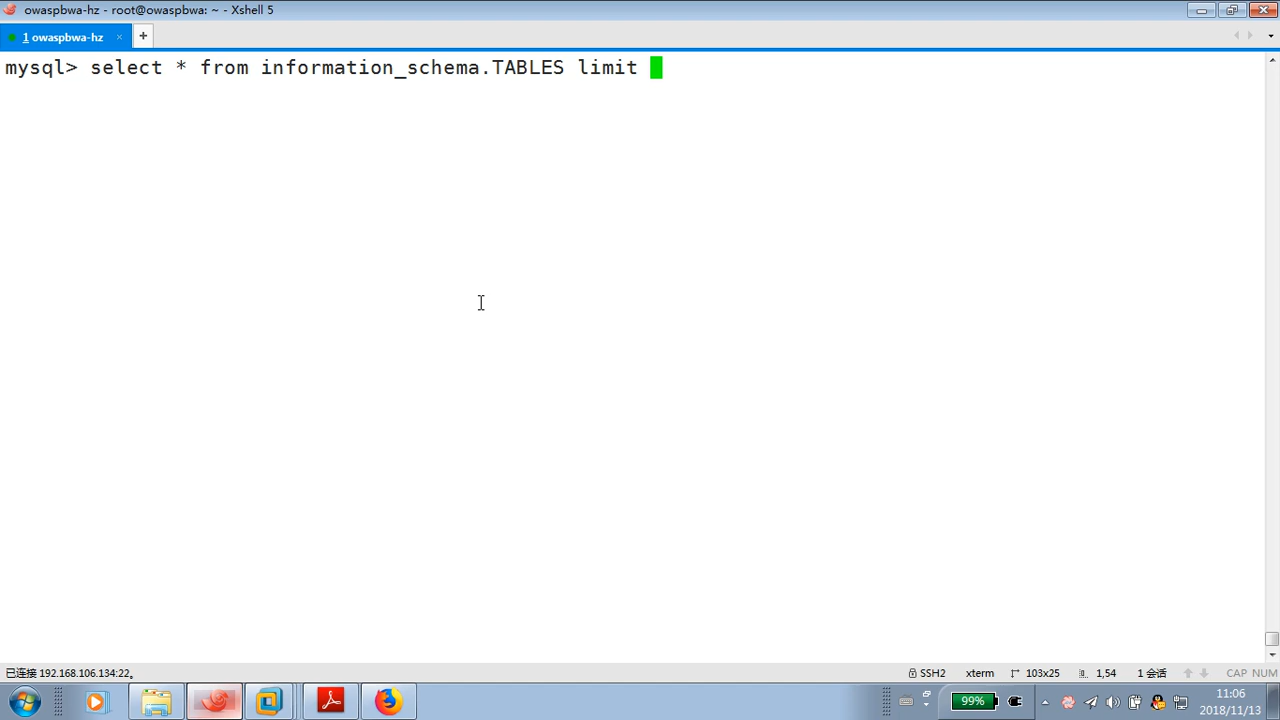 owaspbwa-hz - root@owaspbwa: ~ - Xshell 5
1 owaspbwa-hz × +
mysql> select * from information_schema.TABLES limit
已连接 192.168.106.134:22。
SSH2
xterm
103x25
1,54
1 会话
CAP NUM
99%
11:06
2018/11/13